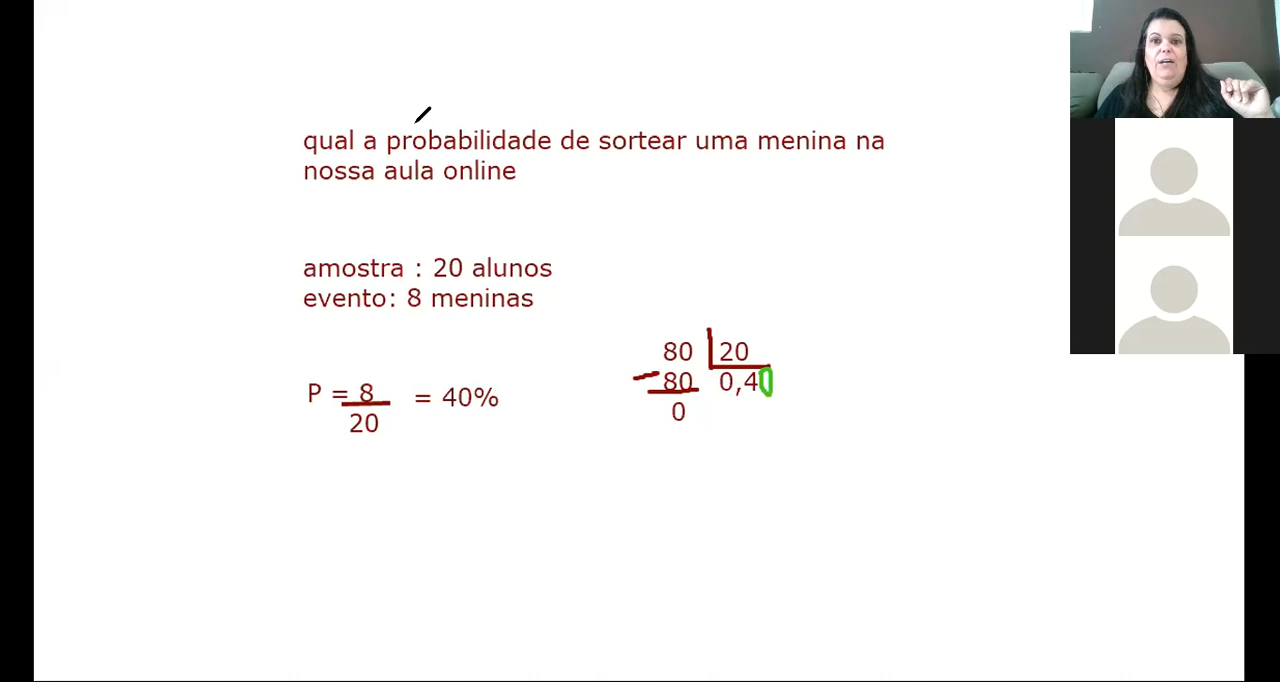 qual a probabilidade de sortear uma menina na
nossa aula online
amostra : 20 alunos
evento: 8 meninas
P = 8
20
= 40%
80 20
80 0,40
0